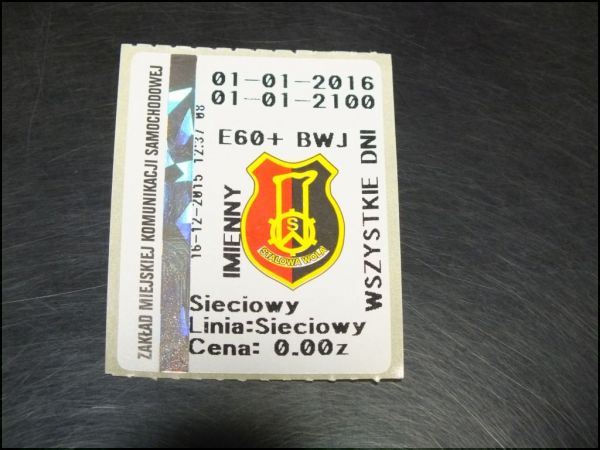 ZAKŁAD MIEJSKIEJ KOMUNIKACJI SAMOCHODOWEJ
16-12-2015 12:37 08
01-01-2016
01-01-2100
E60+ BWJ
IMIENNY
S
STALOWA WOLA
WSZYSTKIE DNI
Sieciowy
Linia:Sieciowy
Cena: 0.00z